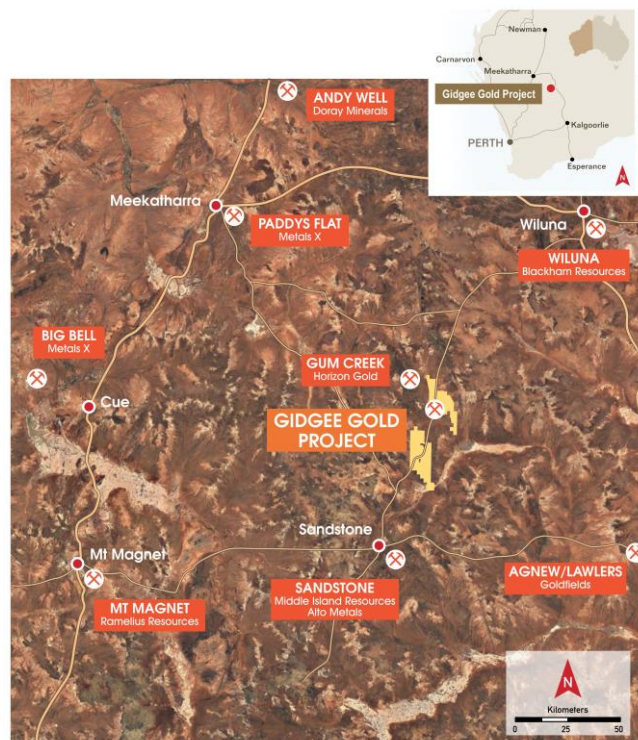 Newman
Carnarvon
Meekatharra
Gidgee Gold Project
Kalgoorlie
PERTH
Esperance
N
ANDY WELL
Doray Minerals
Meekatharra
PADDYS FLAT
Metals X
Wiluna
WILUNA
Blackham Resources
BIG BELL
Metals X
GUM CREEK
Horizon Gold
Cue
GIDGEE GOLD
PROJECT
Sandstone
Mt Magnet
MT MAGNET
Ramelius Resources
SANDSTONE
Middle Island Resources
Alto Metals
AGNEW/LAWLERS
Goldfields
N
Kilometers
0 25 50